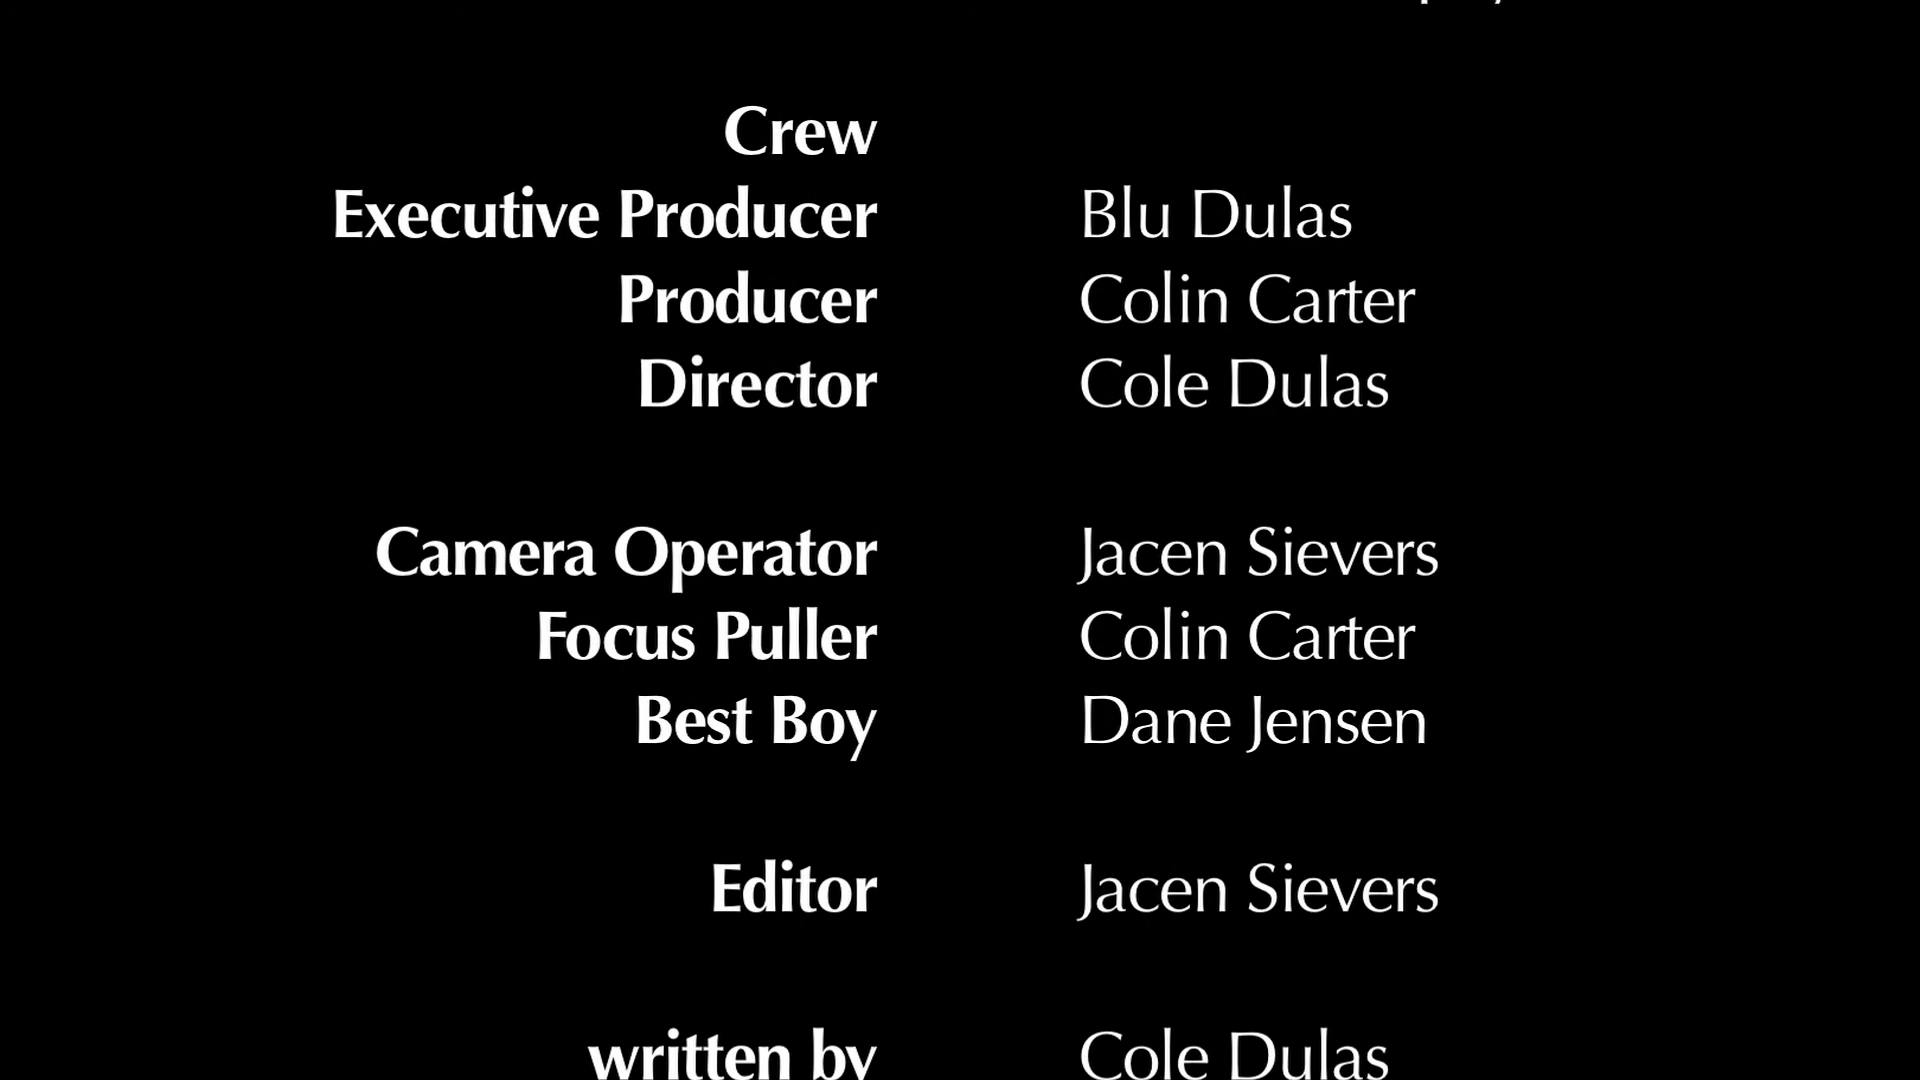 Crew
Executive Producer Blu Dulas
Producer Colin Carter
Director Cole Dulas
Camera Operator Jacen Sievers
Focus Puller Colin Carter
Best Boy Dane Jensen
Editor Jacen Sievers
written by Cole Dulas